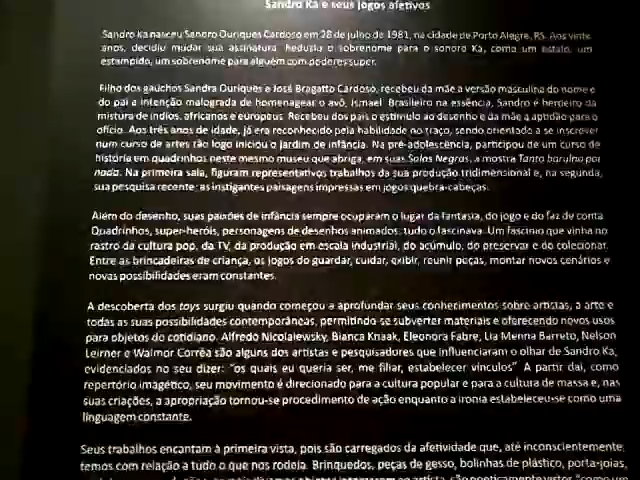 Sandro Ka e seus jogos afetivos
Sandro Ka nasceu Sandro Ouriques Cardoso em 28 de julho de 1981, na cidade de Porto Alegre, RS. Aos vinte
anos, decidiu mudar sua assinatura. Reduziu o sobrenome para o sonoro Ka, como um estalo, um
estampido, um sobrenome para alguém com poderes super.
Filho dos gaúchos Sandra Ouriques e José Bragatto Cardoso, recebeu da mãe a versão masculina do nome e
do pai a intenção malograda de homenagear o avô, Ismael. Brasileiro na essência, Sandro é herdeiro da
mistura de índios, africanos e europeus. Recebeu dos pais o estímulo ao desenho e da mãe a aptidão para o
ofício. Aos três anos de idade, já era reconhecido pela habilidade no traço, sendo orientado a se inscrever
num curso de artes tão logo iniciou o jardim de infância. Na pré-adolescência, participou de um curso de
história em quadrinhos neste mesmo museu que abriga, em suas Salas Negras, a mostra Tanto barulho por
nada. Na primeira sala, figuram representativos trabalhos da sua produção tridimensional e, na segunda,
sua pesquisa recente: as instigantes paisagens impressas em jogos quebra-cabeças.
Além do desenho, suas paixões de infância sempre ocuparam o lugar da fantasia, do jogo e do faz de conta.
Quadrinhos, super-heróis, personagens de desenhos animados, tudo o fascinava. Um fascínio que vinha no
rastro da cultura pop, da TV, da produção em escala industrial, do acúmulo, do preservar e do colecionar.
Entre as brincadeiras de criança, os jogos do guardar, cuidar, exibir, reunir peças, montar novos cenários e
novas possibilidades eram constantes.
A descoberta dos toys surgiu quando começou a aprofundar seus conhecimentos sobre artistas, a arte e
todas as suas possibilidades contemporâneas, permitindo-se subverter materiais e oferecendo novos usos
para objetos do cotidiano. Alfredo Nicolaiewsky, Bianca Knaak, Eleonora Fabre, Lia Menna Barreto, Nelson
Leirner e Walmor Corrêa são alguns dos artistas e pesquisadores que influenciaram o olhar de Sandro Ka,
evidenciados no seu dizer: "os quais eu queria ser, me filiar, estabelecer vínculos". A partir daí, como
repertório imagético, seu movimento é direcionado para a cultura popular e para a cultura de massa e, nas
suas criações, a apropriação tornou-se procedimento de ação enquanto a ironia estabeleceu-se como uma
linguagem constante.
Seus trabalhos encantam à primeira vista, pois são carregados da afetividade que, até inconscientemente,
temos com relação a tudo o que nos rodeia. Brinquedos, peças de gesso, bolinhas de plástico, porta-joias,